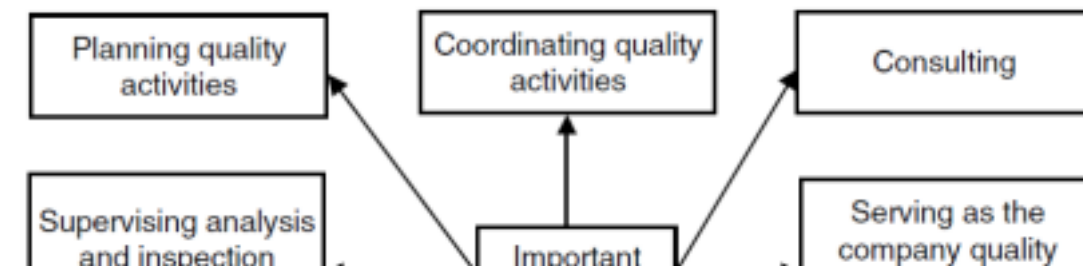 Planning quality
activities
Coordinating quality
activities
Consulting
Supervising analysis
and inspection
Important
Serving as the
company quality